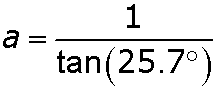 a = 1 / tan(25.7°)